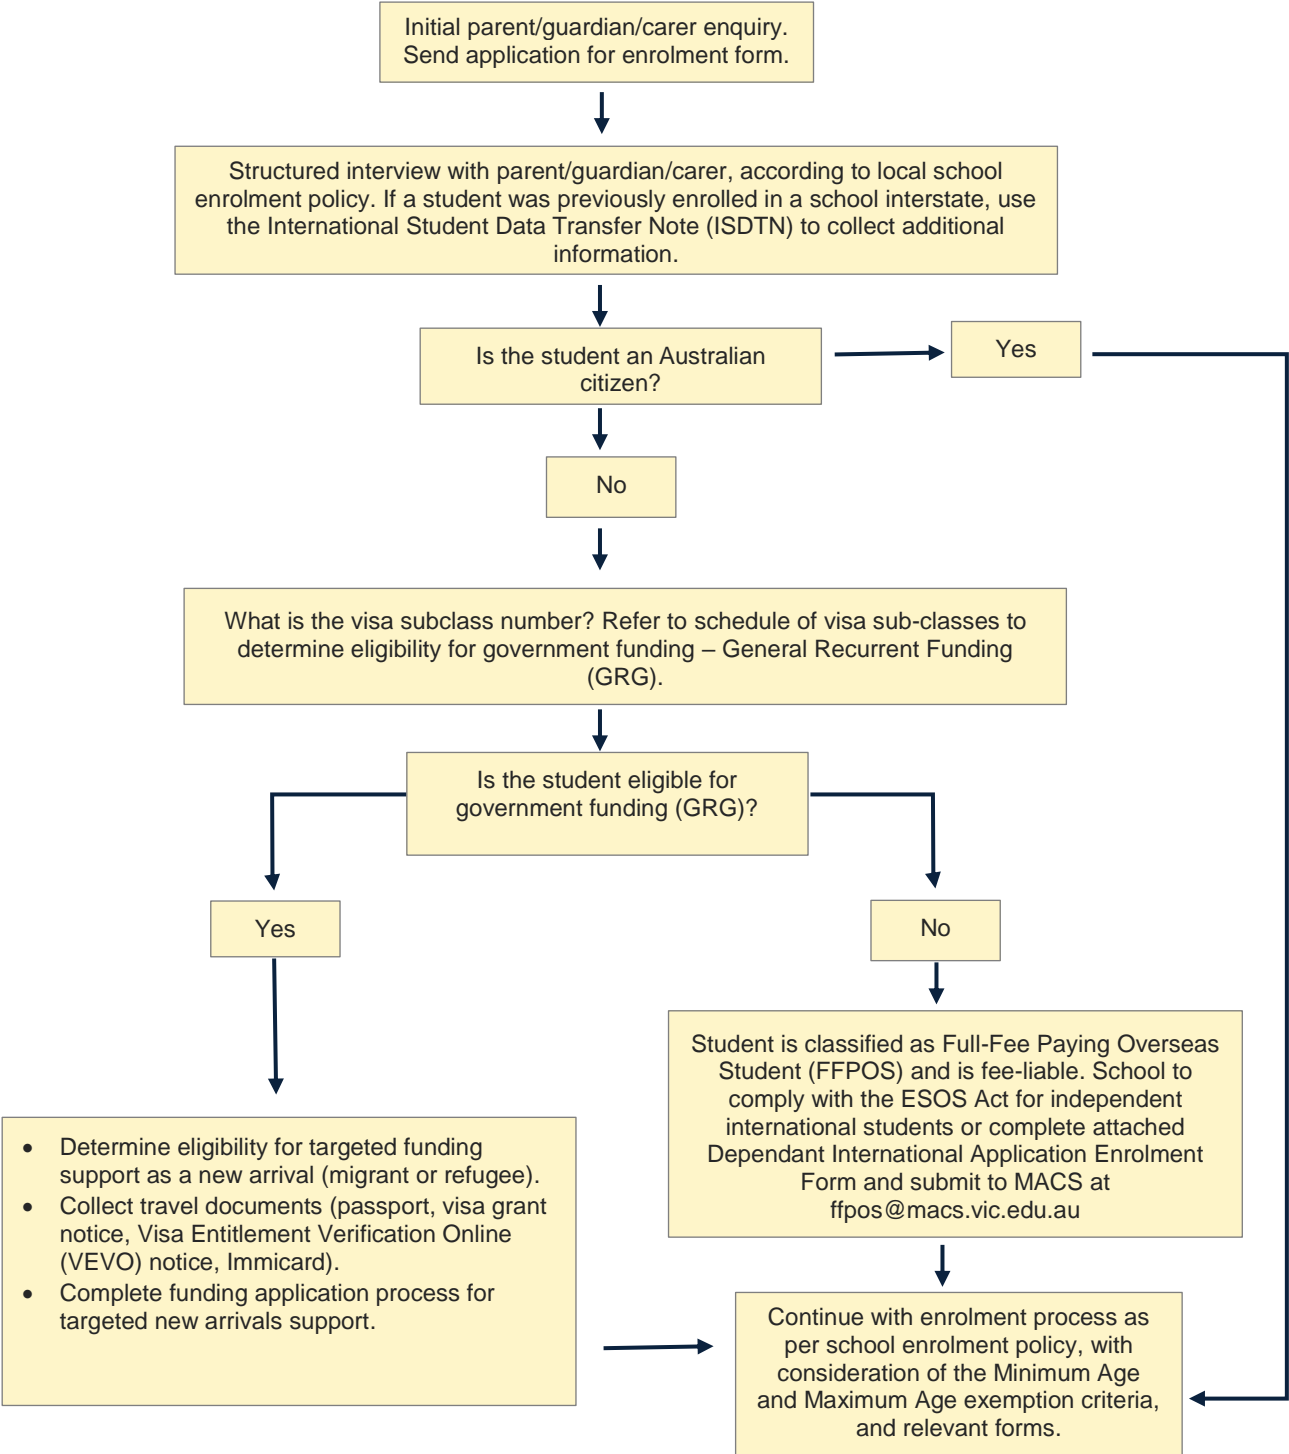 Initial parent/guardian/carer enquiry.
Send application for enrolment form.
Structured interview with parent/guardian/carer, according to local school
enrolment policy. If a student was previously enrolled in a school interstate, use
the International Student Data Transfer Note (ISDTN) to collect additional
information.
Is the student an Australian
citizen?
Yes
No
What is the visa subclass number? Refer to schedule of visa sub-classes to
determine eligibility for government funding – General Recurrent Funding
(GRG).
Is the student eligible for
government funding (GRG)?
Yes
No
Student is classified as Full-Fee Paying Overseas
Student (FFPOS) and is fee-liable. School to
comply with the ESOS Act for independent
international students or complete attached
Dependant International Application Enrolment
Form and submit to MACS at
ffpos@macs.vic.edu.au
• Determine eligibility for targeted funding
support as a new arrival (migrant or refugee).
• Collect travel documents (passport, visa grant
notice, Visa Entitlement Verification Online
(VEVO) notice, Immicard).
• Complete funding application process for
targeted new arrivals support.
Continue with enrolment process as
per school enrolment policy, with
consideration of the Minimum Age
and Maximum Age exemption criteria,
and relevant forms.